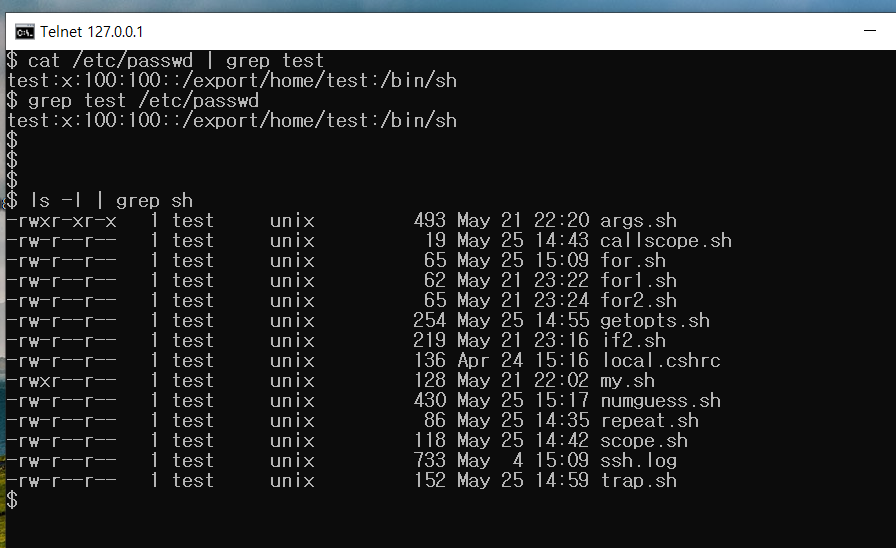 Telnet 127.0.0.1
$ cat /etc/passwd | grep test
test:x:100:100::/export/home/test:/bin/sh
$ grep test /etc/passwd
test:x:100:100::/export/home/test:/bin/sh
$
$
$
$ ls -l | grep sh
-rwxr-xr-x   1 test     unix         493 May 21 22:20 args.sh
-rw-r--r--   1 test     unix          19 May 25 14:43 callscope.sh
-rw-r--r--   1 test     unix          65 May 25 15:09 for.sh
-rw-r--r--   1 test     unix          62 May 21 23:22 for1.sh
-rw-r--r--   1 test     unix          65 May 21 23:24 for2.sh
-rw-r--r--   1 test     unix         254 May 25 14:55 getopts.sh
-rw-r--r--   1 test     unix         219 May 21 23:16 if2.sh
-rw-r--r--   1 test     unix         136 Apr 24 15:16 local.cshrc
-rwxr--r--   1 test     unix         128 May 21 22:02 my.sh
-rw-r--r--   1 test     unix         430 May 25 15:17 numguess.sh
-rw-r--r--   1 test     unix          86 May 25 14:35 repeat.sh
-rw-r--r--   1 test     unix         118 May 25 14:42 scope.sh
-rw-r--r--   1 test     unix         733 May  4 15:09 ssh.log
-rw-r--r--   1 test     unix         152 May 25 14:59 trap.sh
$